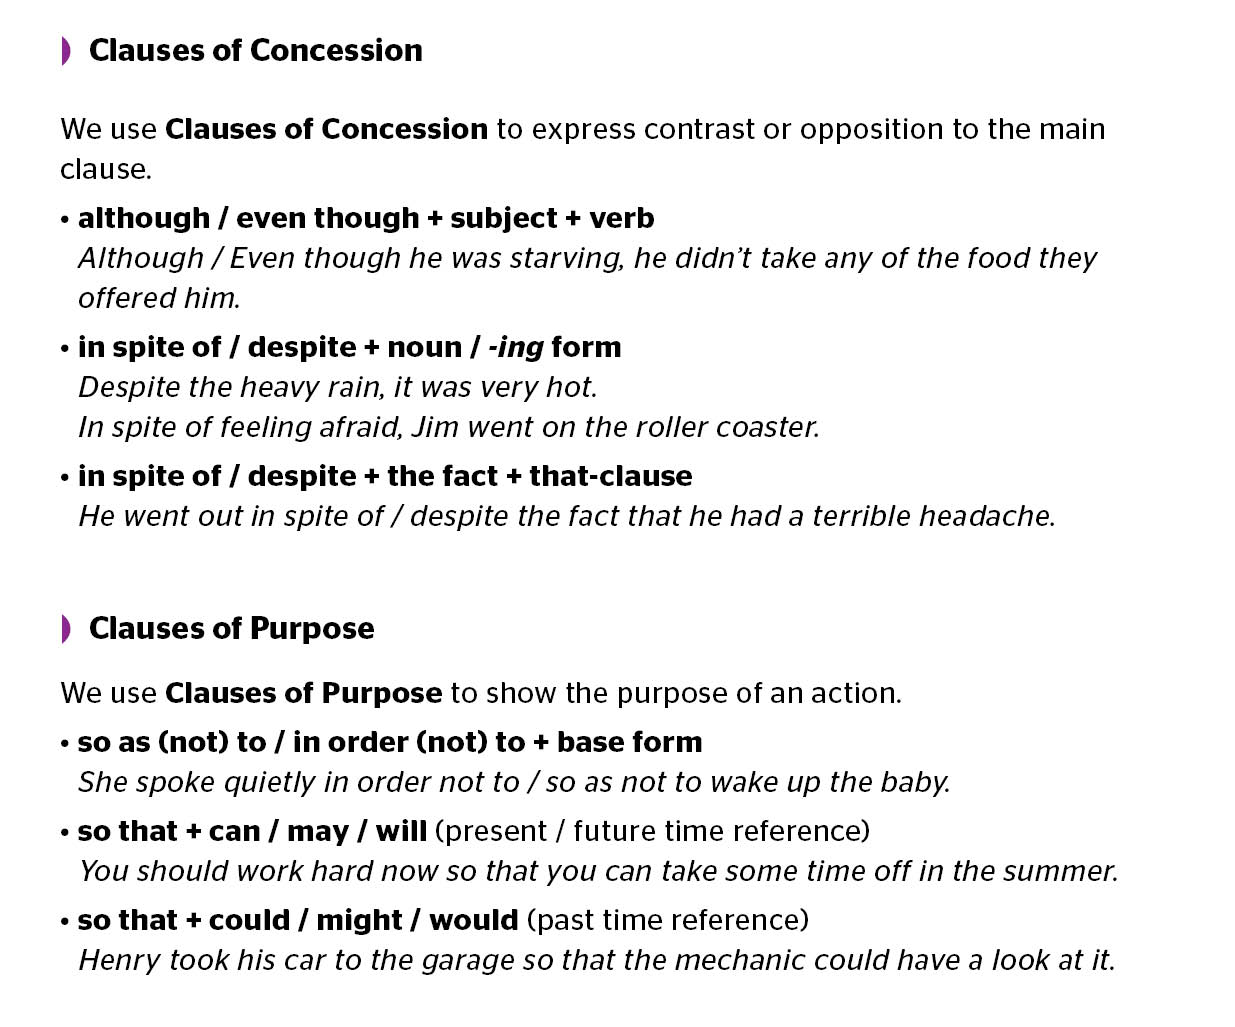 Clauses of Concession
We use Clauses of Concession to express contrast or opposition to the main
clause.
• although / even though + subject + verb
Although / Even though he was starving, he didn’t take any of the food they
offered him.
• in spite of / despite + noun / -ing form
Despite the heavy rain, it was very hot.
In spite of feeling afraid, Jim went on the roller coaster.
• in spite of / despite + the fact + that-clause
He went out in spite of / despite the fact that he had a terrible headache.
Clauses of Purpose
We use Clauses of Purpose to show the purpose of an action.
• so as (not) to / in order (not) to + base form
She spoke quietly in order not to / so as not to wake up the baby.
• so that + can / may / will (present / future time reference)
You should work hard now so that you can take some time off in the summer.
• so that + could / might / would (past time reference)
Henry took his car to the garage so that the mechanic could have a look at it.